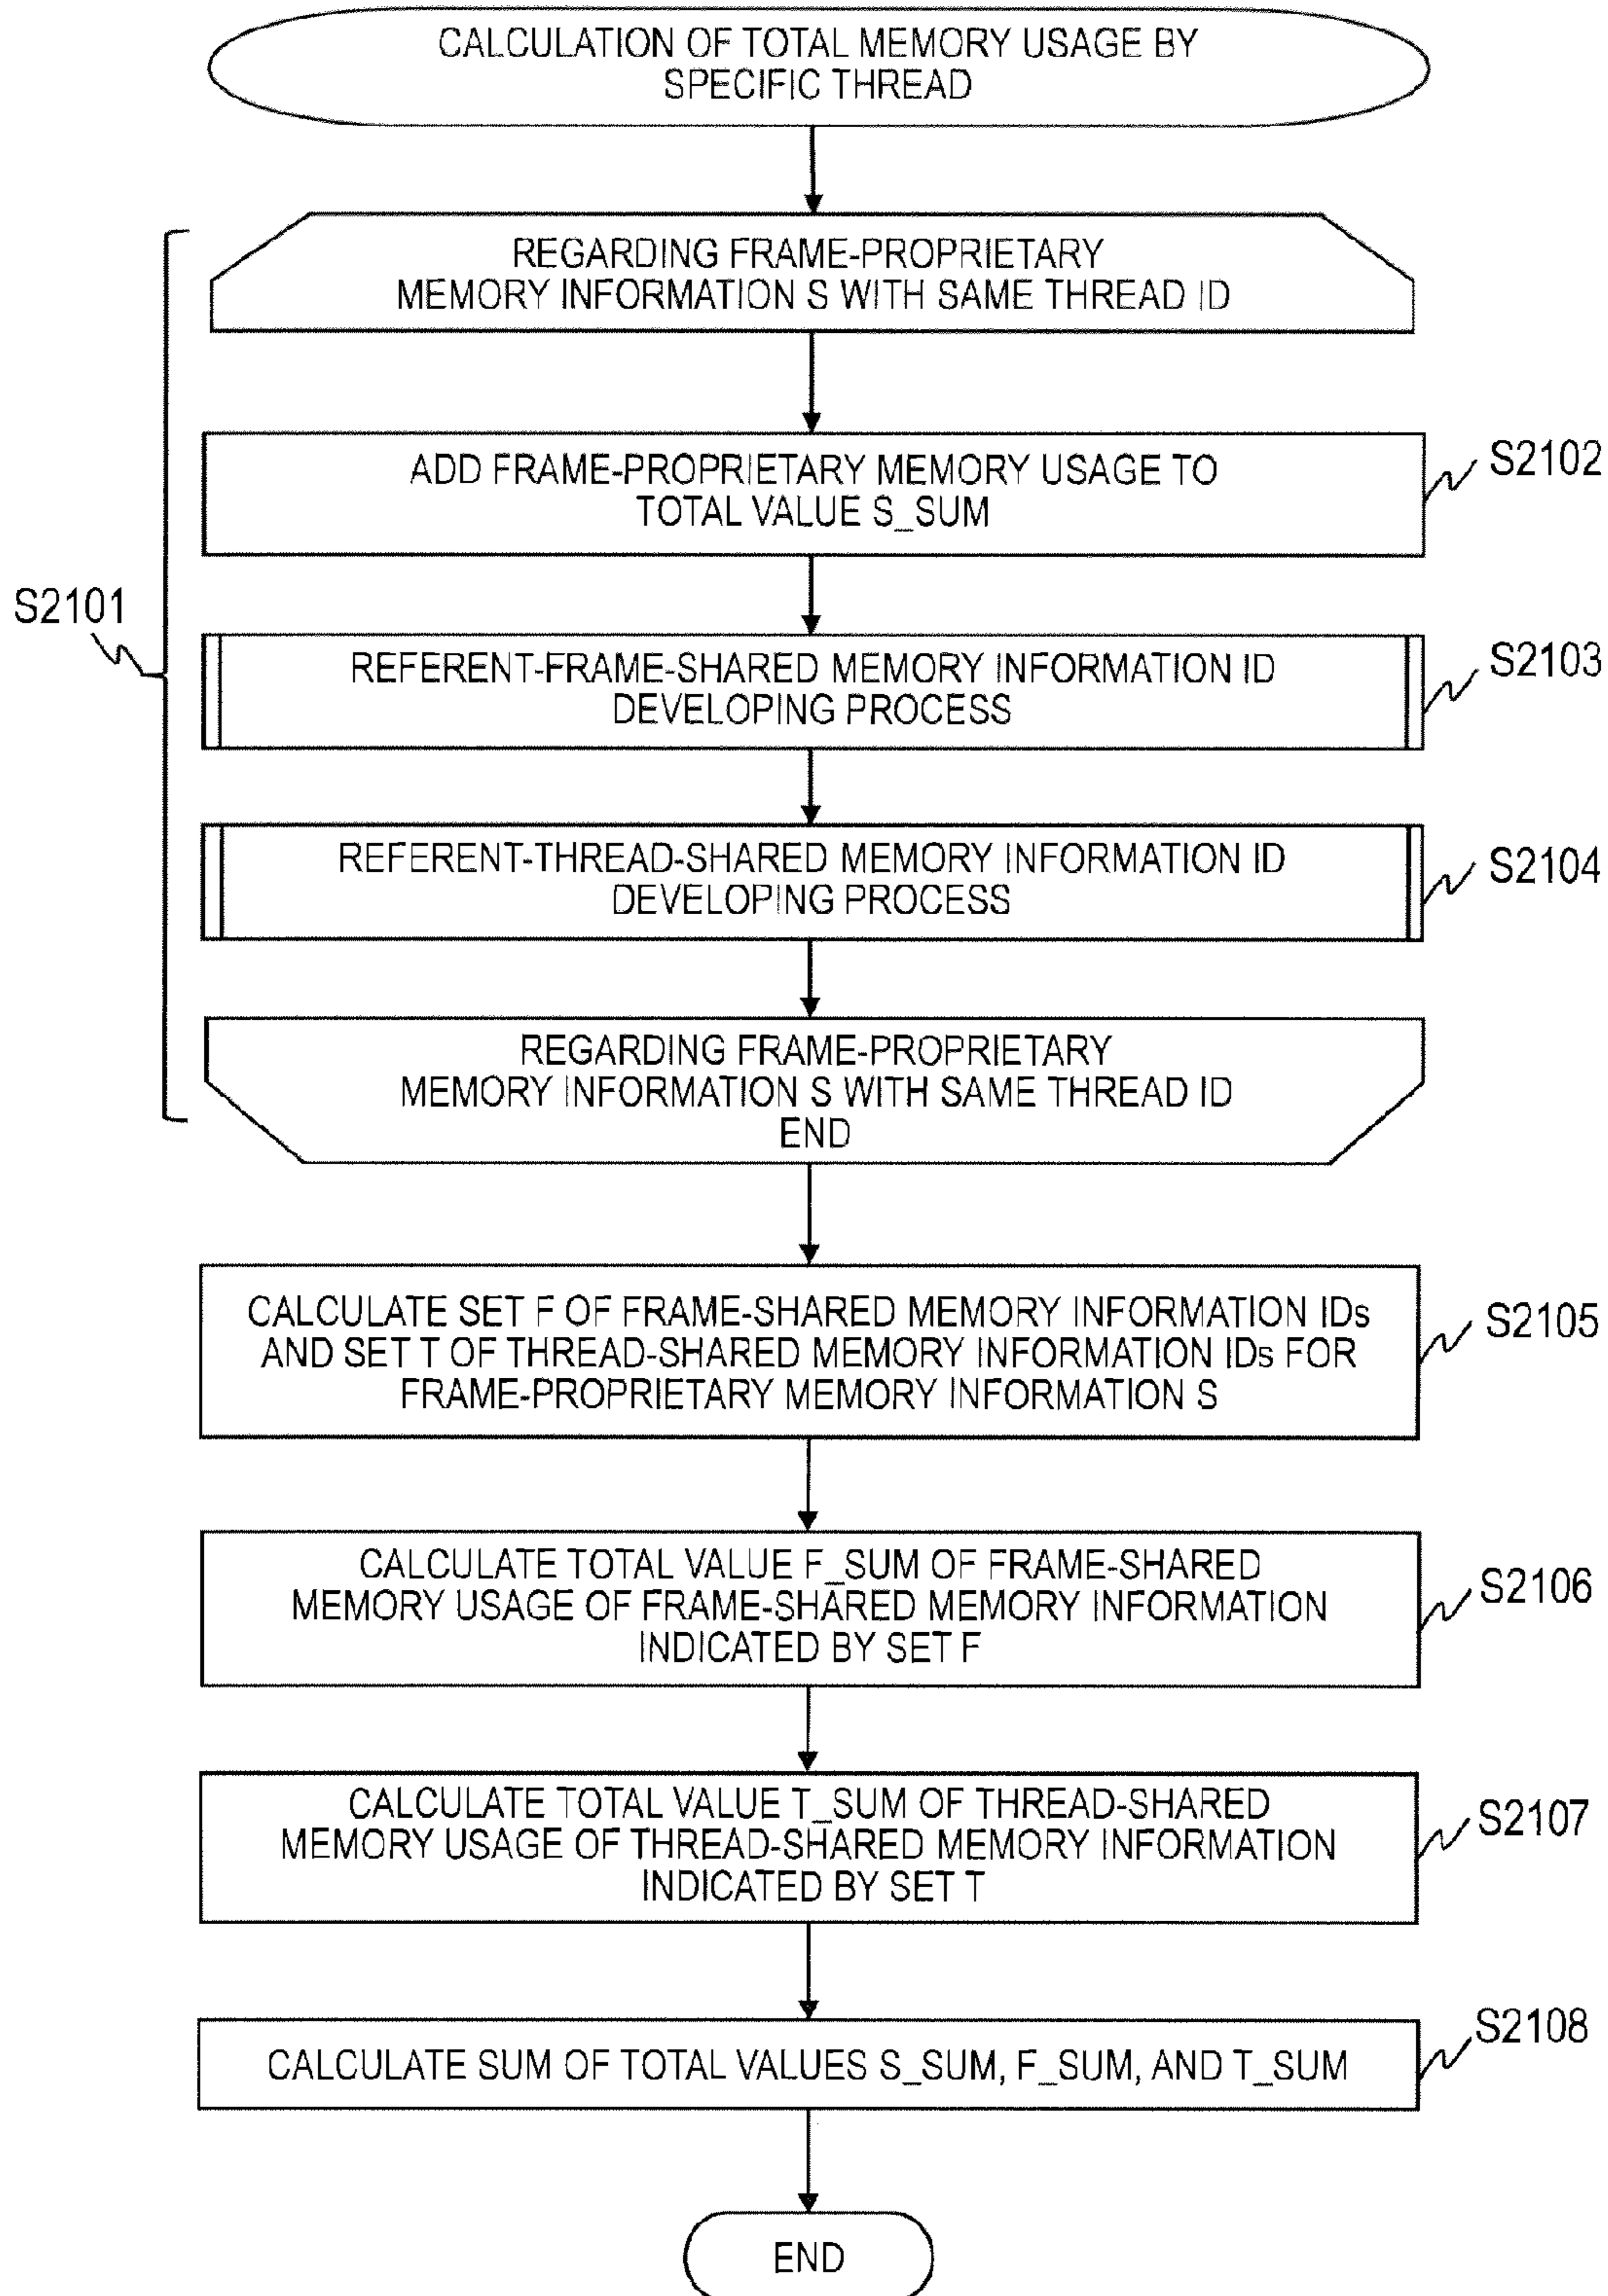 CALCULATION OF TOTAL MEMORY USAGE BY
SPECIFIC THREAD
REGARDING FRAME-PROPRIETARY
MEMORY INFORMATION S WITH SAME THREAD ID
ADD FRAME-PROPRIETARY MEMORY USAGE TO
TOTAL VALUE S_SUM
S2102
S2101
REFERENT-FRAME-SHARED MEMORY INFORMATION ID
DEVELOPING PROCESS
S2103
REFERENT-THREAD-SHARED MEMORY INFORMATION ID
DEVELOPING PROCESS
S2104
REGARDING FRAME-PROPRIETARY
MEMORY INFORMATION S WITH SAME THREAD ID
END
CALCULATE SET F OF FRAME-SHARED MEMORY INFORMATION IDs
AND SET T OF THREAD-SHARED MEMORY INFORMATION IDs FOR
FRAME-PROPRIETARY MEMORY INFORMATION S
S2105
CALCULATE TOTAL VALUE F_SUM OF FRAME-SHARED
MEMORY USAGE OF FRAME-SHARED MEMORY INFORMATION
INDICATED BY SET F
S2106
CALCULATE TOTAL VALUE T_SUM OF THREAD-SHARED
MEMORY USAGE OF THREAD-SHARED MEMORY INFORMATION
INDICATED BY SET T
S2107
CALCULATE SUM OF TOTAL VALUES S_SUM, F_SUM, AND T_SUM
S2108
END